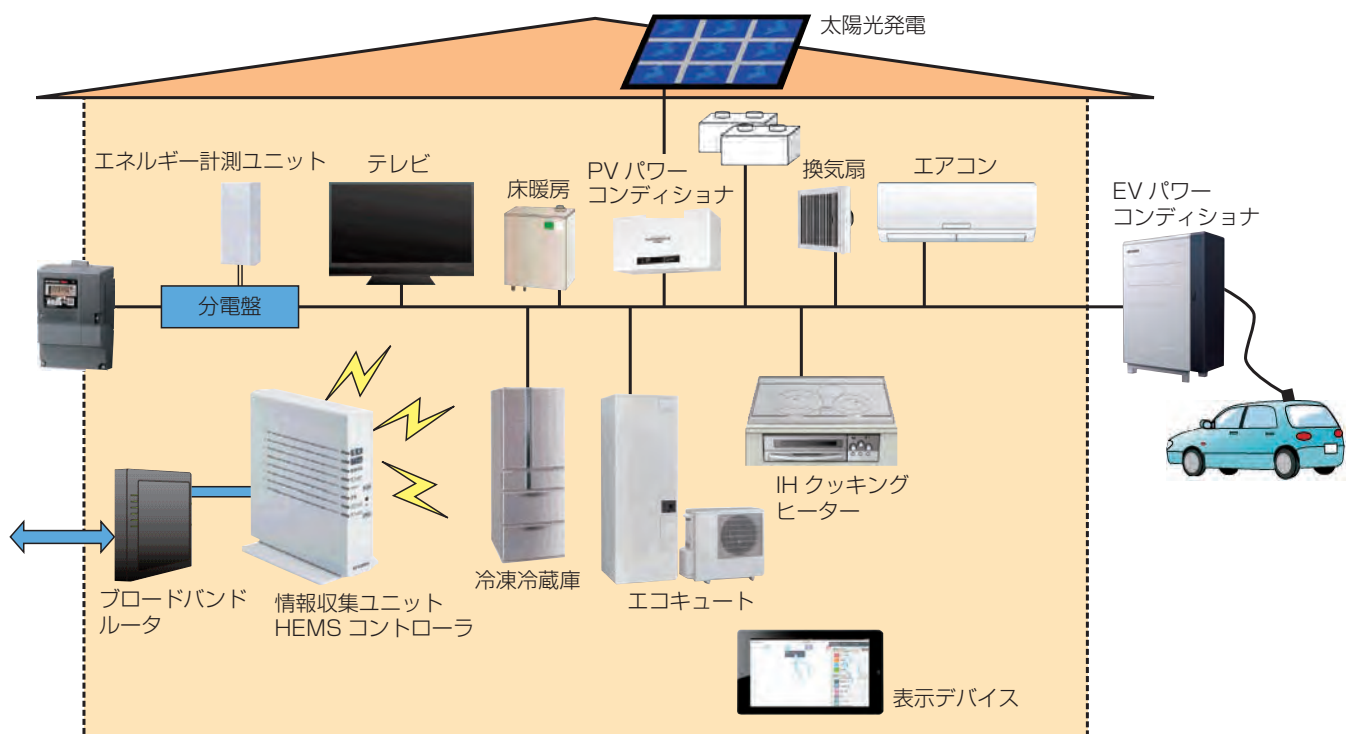 太陽光発電
エネルギー計測ユニット
テレビ
床暖房
PV パワー
コンディショナ
換気扇
エアコン
EV パワー
コンディショナ
分電盤
IH クッキング
ヒーター
冷凍冷蔵庫
エコキュート
ブロードバンド
ルータ
情報収集ユニット
HEMS コントローラ
表示デバイス